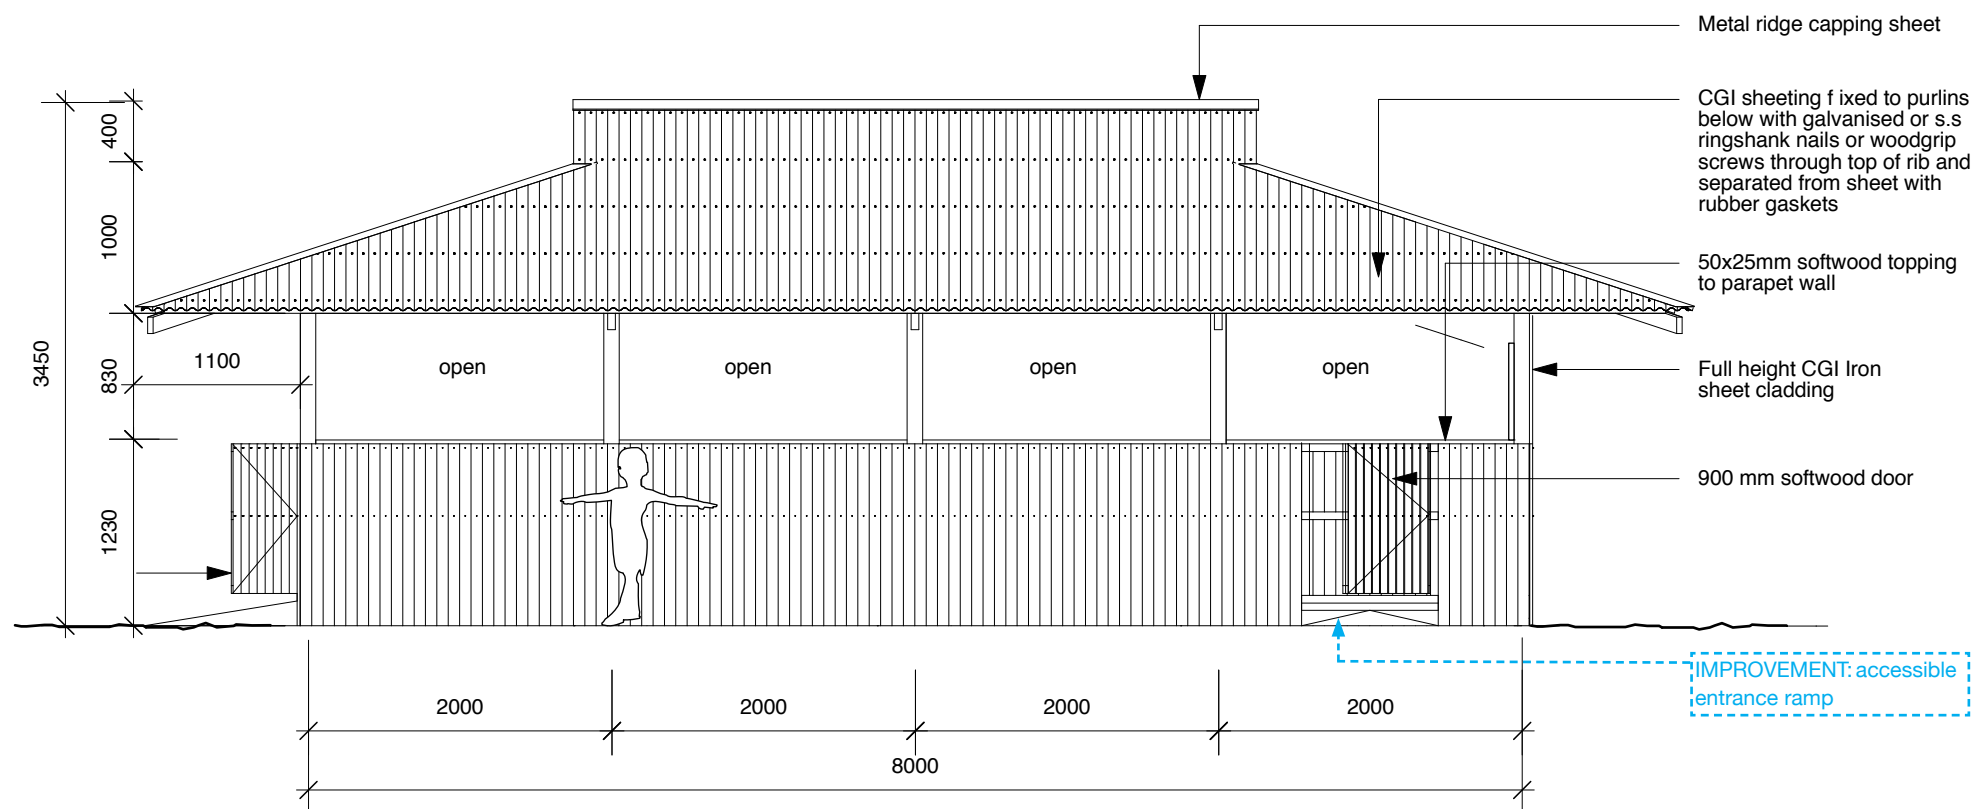 Metal ridge capping sheet
CGI sheeting f ixed to purlins
below with galvanised or s.s
ringshank nails or woodgrip
screws through top of rib and
separated from sheet with
rubber gaskets
50x25mm softwood topping
to parapet wall
Full height CGI Iron
sheet cladding
900 mm softwood door
IMPROVEMENT: accessible
entrance ramp
3450
400
1000
830
1230
1100
open
open
open
open
2000
2000
2000
2000
8000